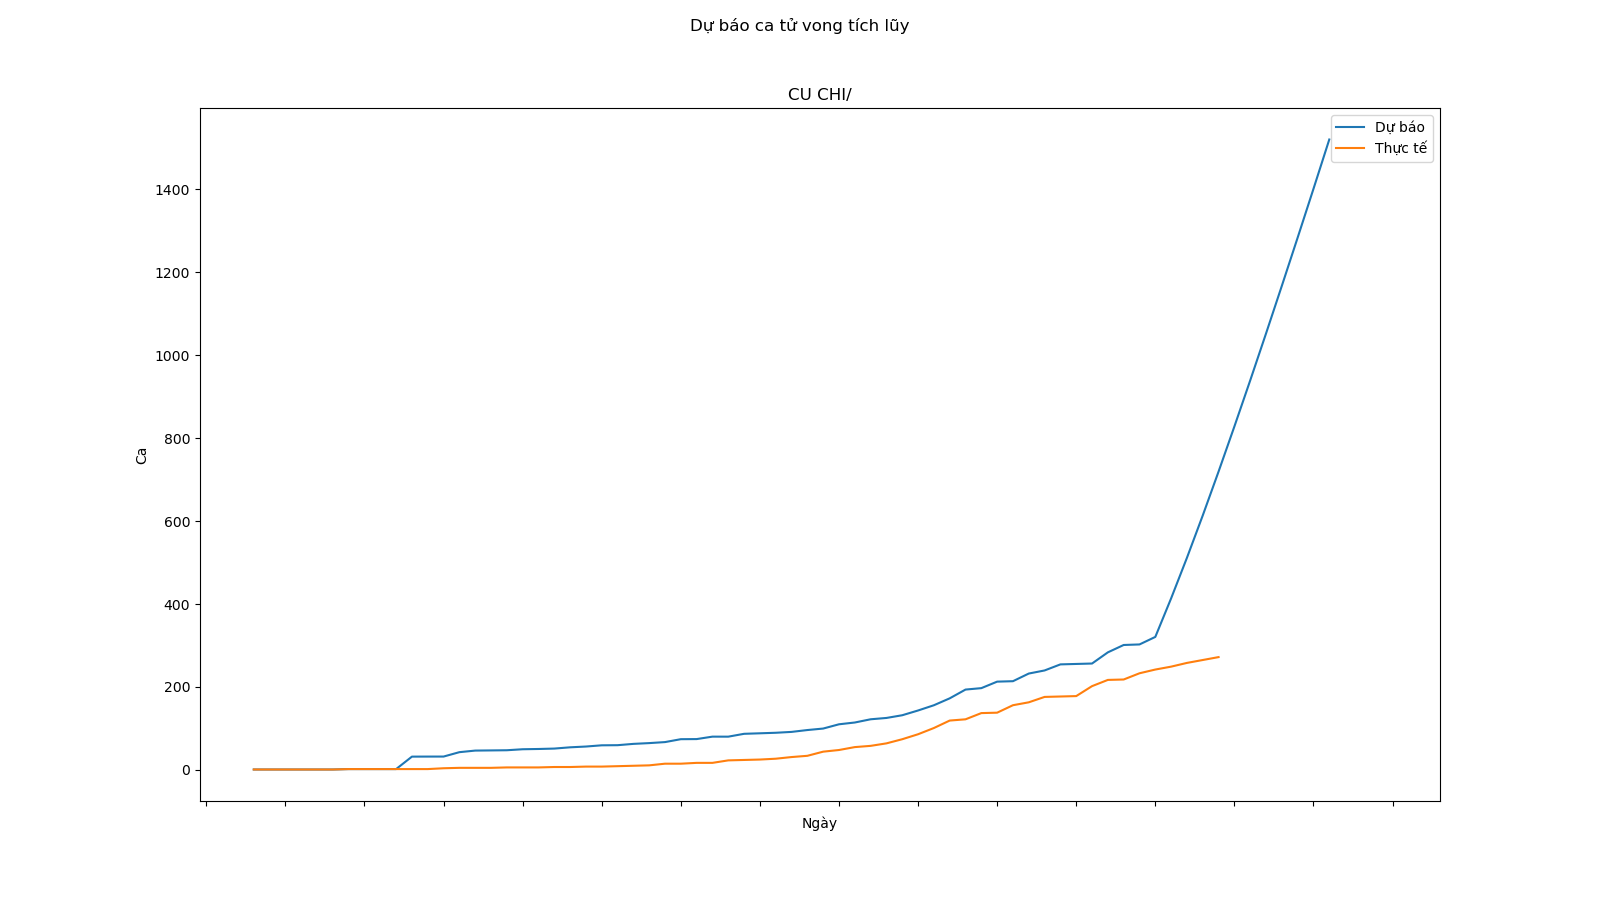 Dự báo ca tử vong tích lũy
CU CHI/
Dự báo
Thực tế
1400
1200
1000
800
600
400
200
0
Ca
Ngày